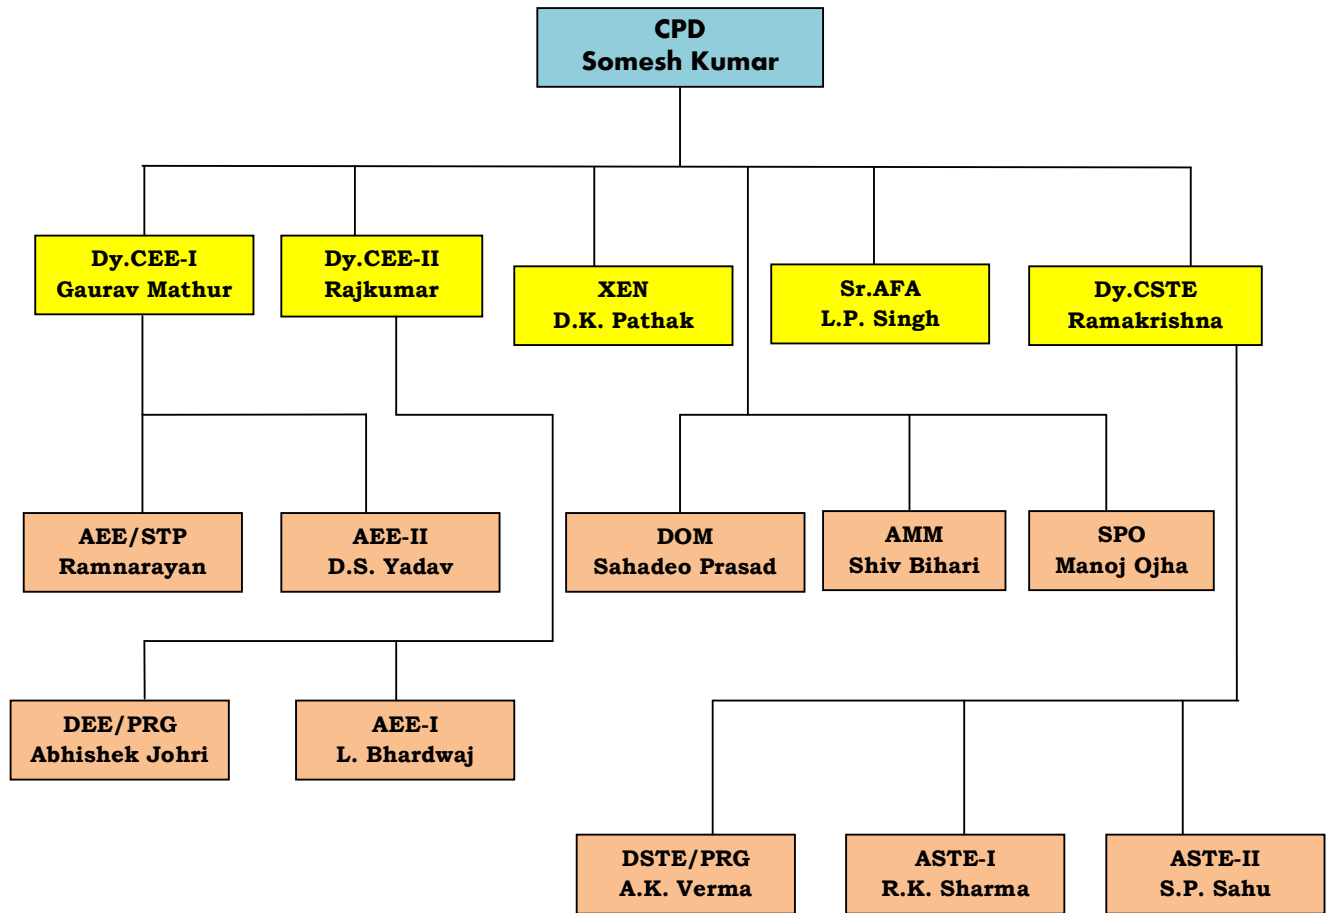 CPD
Somesh Kumar
Dy.CEE-I
Gaurav Mathur
Dy.CEE-II
Rajkumar
XEN
D.K. Pathak
Sr.AFA
L.P. Singh
Dy.CSTE
Ramakrishna
AEE/STP
Ramnarayan
AEE-II
D.S. Yadav
DOM
Sahadeo Prasad
AMM
Shiv Bihari
SPO
Manoj Ojha
DEE/PRG
Abhishek Johri
AEE-I
L. Bhardwaj
DSTE/PRG
A.K. Verma
ASTE-I
R.K. Sharma
ASTE-II
S.P. Sahu